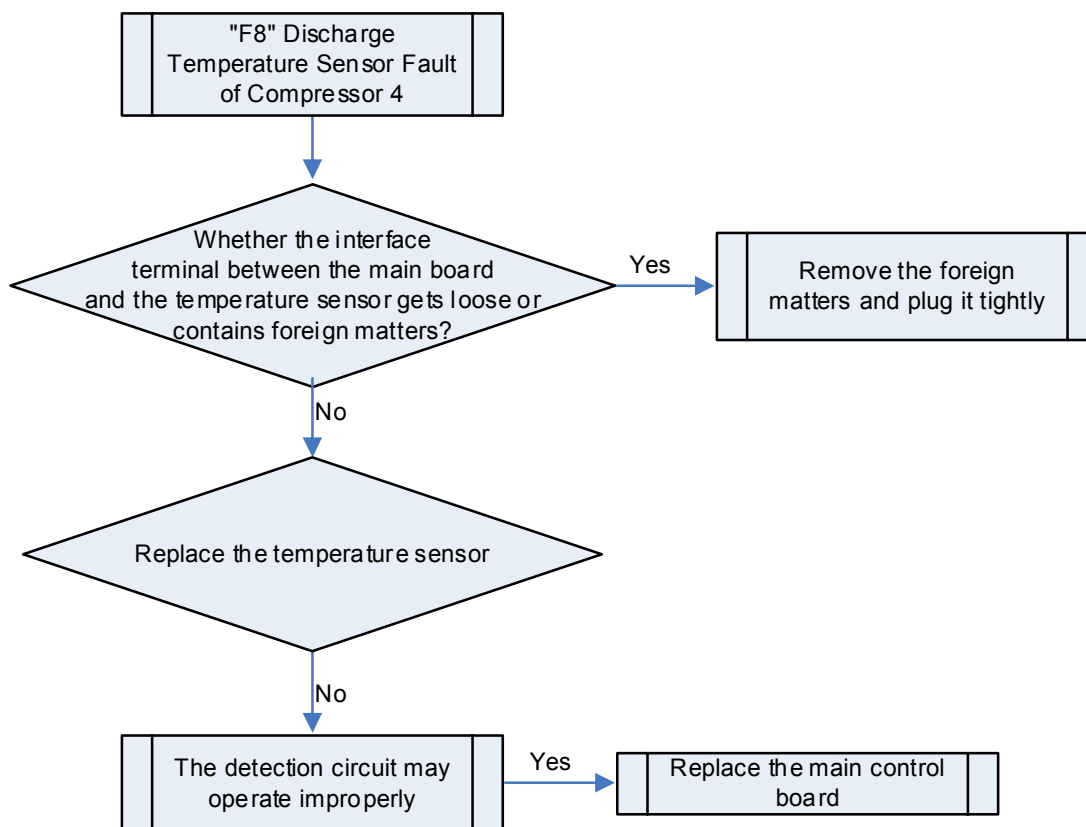 "F8" Discharge
Temperature Sensor Fault
of Compressor 4
Whether the interface
terminal between the main board
and the temperature sensor gets loose or
contains foreign matters?
Yes
Remove the foreign
matters and plug it tightly
No
Replace the temperature sensor
No
The detection circuit may
operate improperly
Yes
Replace the main control
board